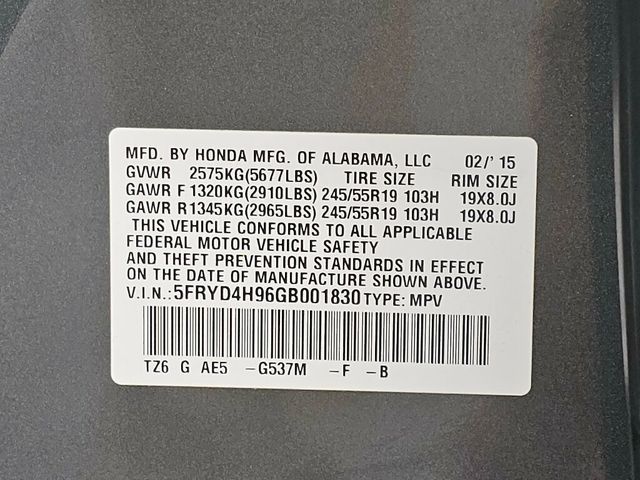 MFD. BY HONDA MFG. OF ALABAMA, LLC 02/'15
GVWR 2575KG(5677LBS) TIRE SIZE RIM SIZE
GAWR F 1320KG(2910LBS) 245/55R19 103H 19X8.0J
GAWR R1345KG(2965LBS) 245/55R19 103H 19X8.0J
THIS VEHICLE CONFORMS TO ALL APPLICABLE
FEDERAL MOTOR VEHICLE SAFETY
AND THEFT PREVENTION STANDARDS IN EFFECT
ON THE DATE OF MANUFACTURE SHOWN ABOVE.
V.I.N.:5FRYD4H96GB001830 TYPE: MPV
TZ6 G AE5 -G537M -F -B